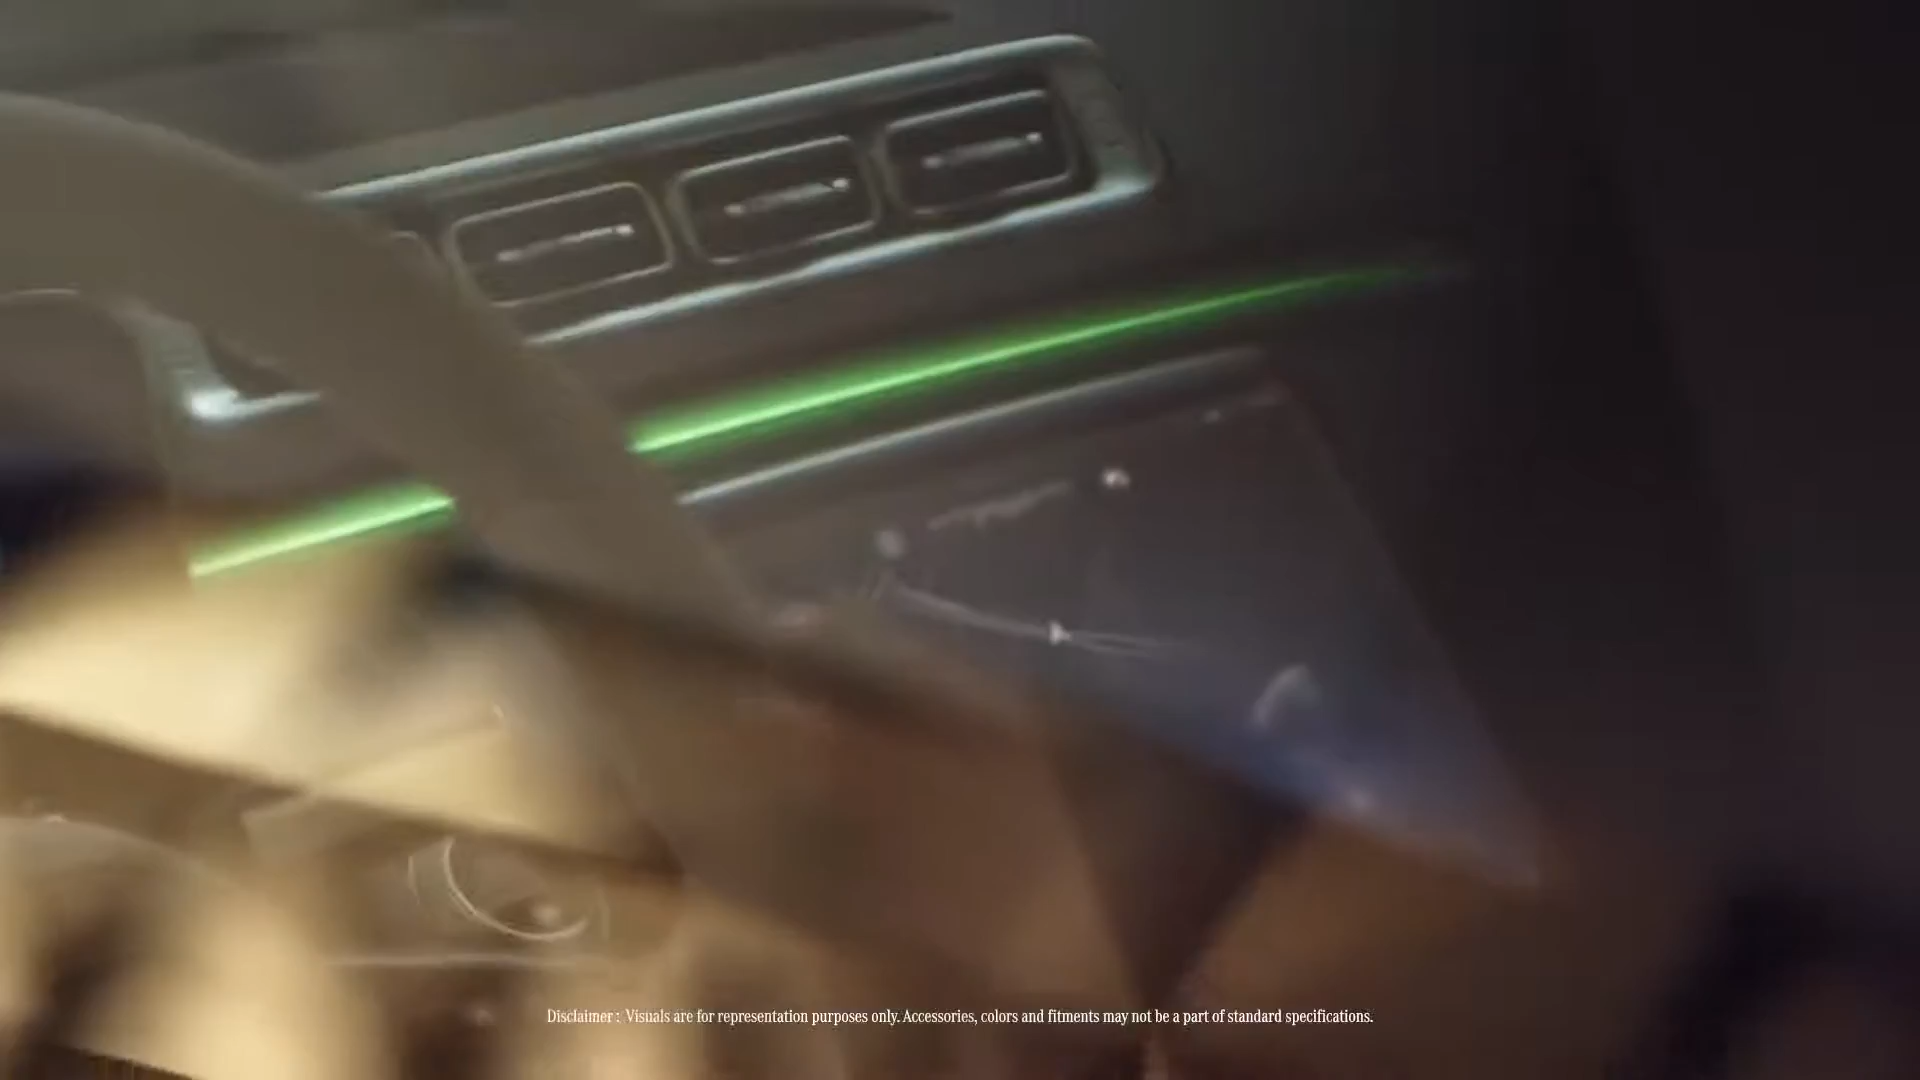 Disclaimer : Visuals are for representation purposes only. Accessories, colors and fitments may not be a part of standard specifications.